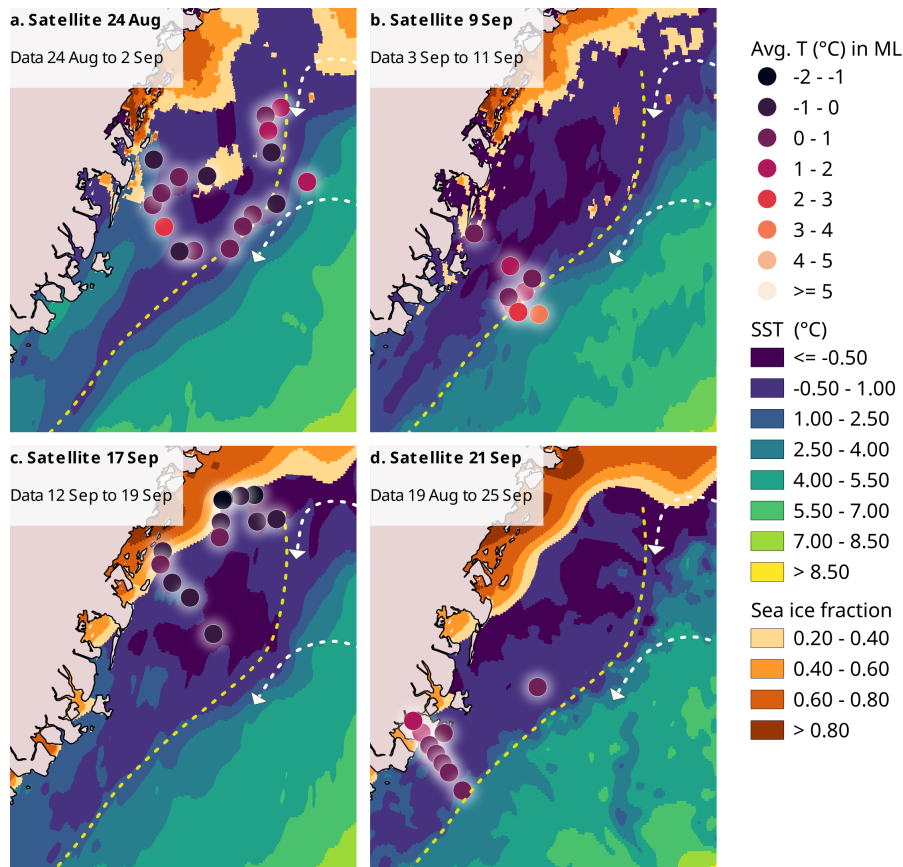 a. Satellite 24 Aug
Data 24 Aug to 2 Sep
b. Satellite 9 Sep
Data 3 Sep to 11 Sep
c. Satellite 17 Sep
Data 12 Sep to 19 Sep
d. Satellite 21 Sep
Data 19 Aug to 25 Sep
Avg. T (°C) in ML
-2 - -1
-1 - 0
0 - 1
1 - 2
2 - 3
3 - 4
4 - 5
>= 5
SST (°C)
<= -0.50
-0.50 - 1.00
1.00 - 2.50
2.50 - 4.00
4.00 - 5.50
5.50 - 7.00
7.00 - 8.50
> 8.50
Sea ice fraction
0.20 - 0.40
0.40 - 0.60
0.60 - 0.80
> 0.80